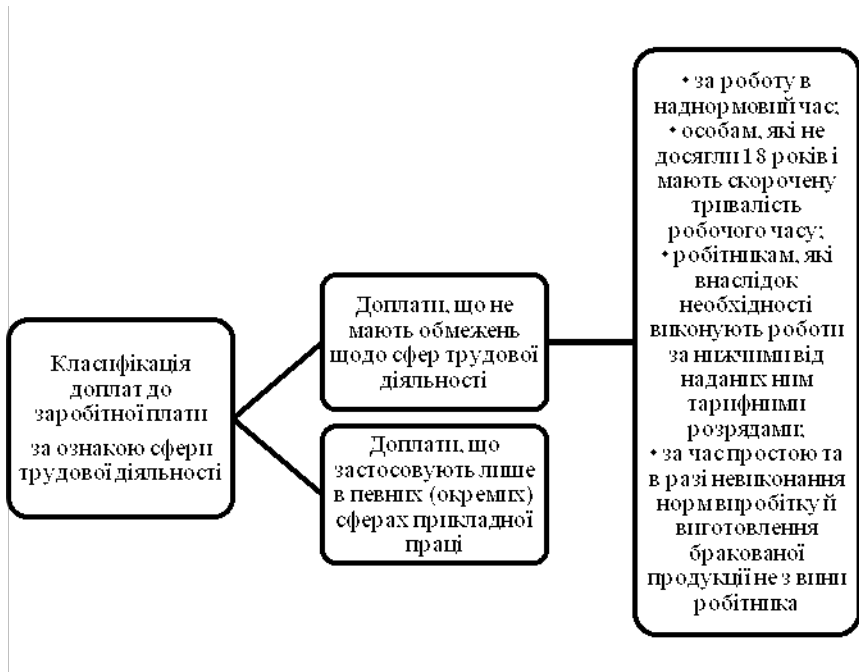 Класифікація
доплат до
заробітної плати
за ознакою сфери
трудової діяльності
Доплати, що не
мають обмежень
щодо сфер трудової
діяльності
Доплати, що
застосовують лише
в певних (окремих)
сферах прикладної
праці
• за роботу в
наднормовий час;
• особам, які не
досягли 18 років і
мають скорочену
тривалість
робочого часу;
• робітникам, які
внаслідок
необхідності
виконують роботи
за нижчими від
наданих ним
тарифними
розрядами;
• за час простою та
в разі невиконання
норм виробітку й
виготовлення
бракованої
продукції не з вини
робітника